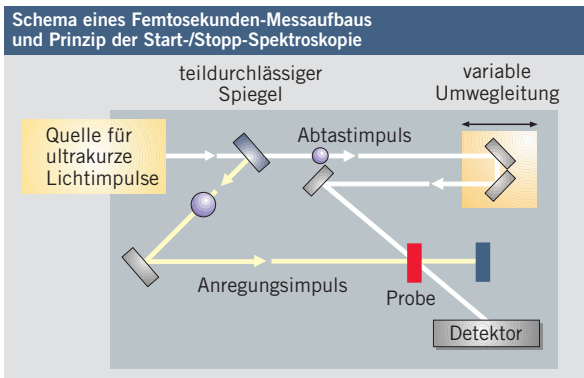 Schema eines Femtosekunden-Messaufbaus
und Prinzip der Start-/Stopp-Spektroskopie
teildurchlässiger
Spiegel
variable
Umwegleitung
Quelle für
ultrakurze
Lichtimpulse
Abtastimpuls
Anregungsimpuls
Probe
Detektor